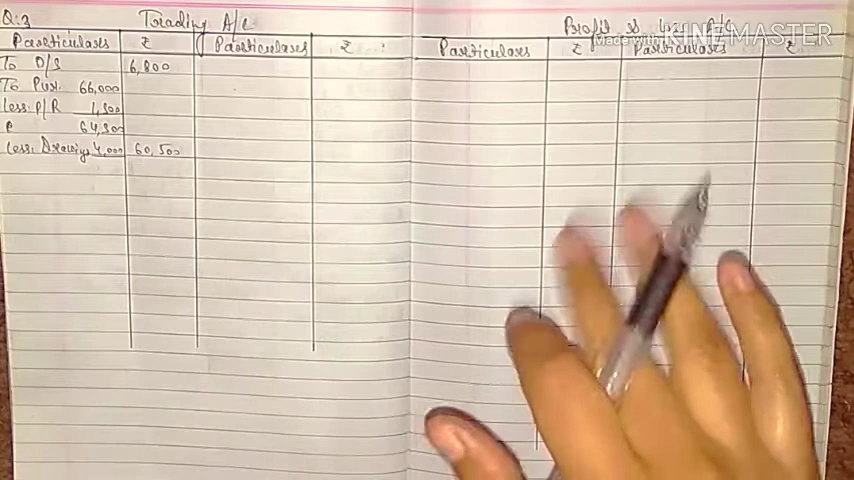 Q:3 Trading A/c
Particulars ₹ Particulars ₹
To O/S 6,800
To Pur. 66,000
Less: P/R 1,500
64,500
Less: Drawings 4,000 60,500
Profit & Loss A/c
Made with KINEMASTER
Particulars ₹ Particulars ₹